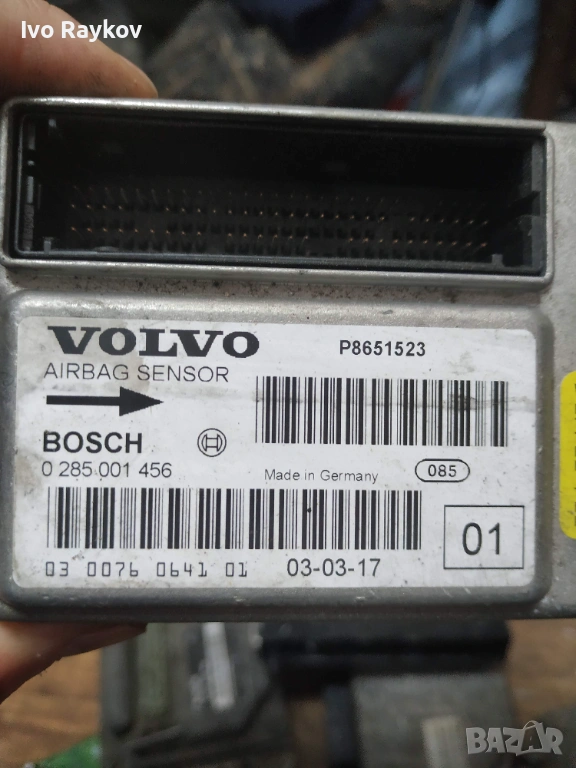 Ivo Raykov
VOLVO
P8651523
AIRBAG SENSOR
BOSCH
0 285 001 456
Made in Germany
085
03 0076 0641 01
03-03-17
01
BAZAR